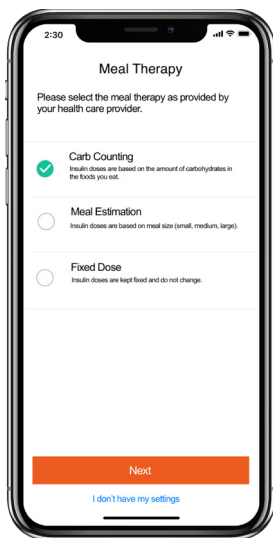 2:30
Meal Therapy
Please select the meal therapy as provided by
your health care provider.
Carb Counting
Insulin doses are based on the amount of carbohydrates in
the foods you eat.
Meal Estimation
Insulin doses are based on meal size (small, medium, large).
Fixed Dose
Insulin doses are kept fixed and do not change.
Next
I don't have my settings